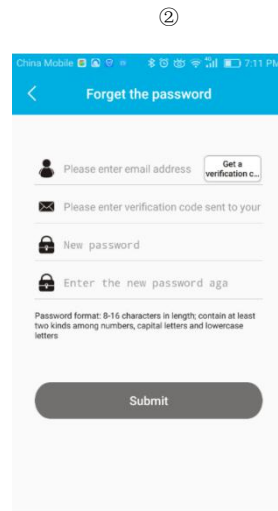 ②
China Mobile 7:11 PM
Forget the password
Please enter email address
Get a
verification c...
Please enter verification code sent to your
New password
Enter the new password aga
Password format: 8-16 characters in length; contain at least
two kinds among numbers, capital letters and lowercase
letters
Submit